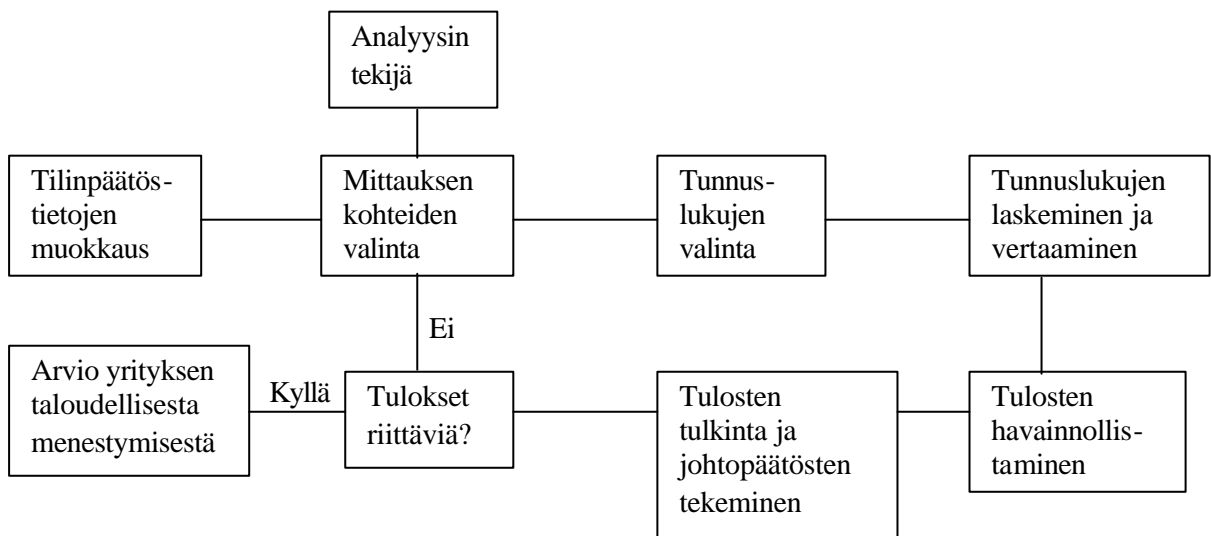 Analyysin
tekijä
Tilinpäätös-
tietojen
muokkaus
Mittauksen
kohteiden
valinta
Tunnus-
lukujen
valinta
Tunnuslukujen
laskeminen ja
vertaaminen
Ei
Arvio yrityksen
taloudellisesta
menestymisestä
Kyllä
Tulokset
riittäviä?
Tulosten
tulkinta ja
johtopäätösten
tekeminen
Tulosten
havainnollis-
taminen